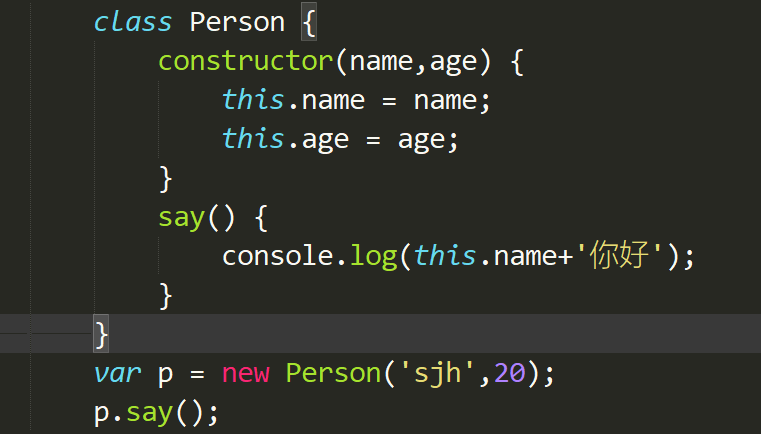 class Person {
constructor(name,age) {
this.name = name;
this.age = age;
}
say() {
console.log(this.name+'你好');
}
}
var p = new Person('sjh',20);
p.say();